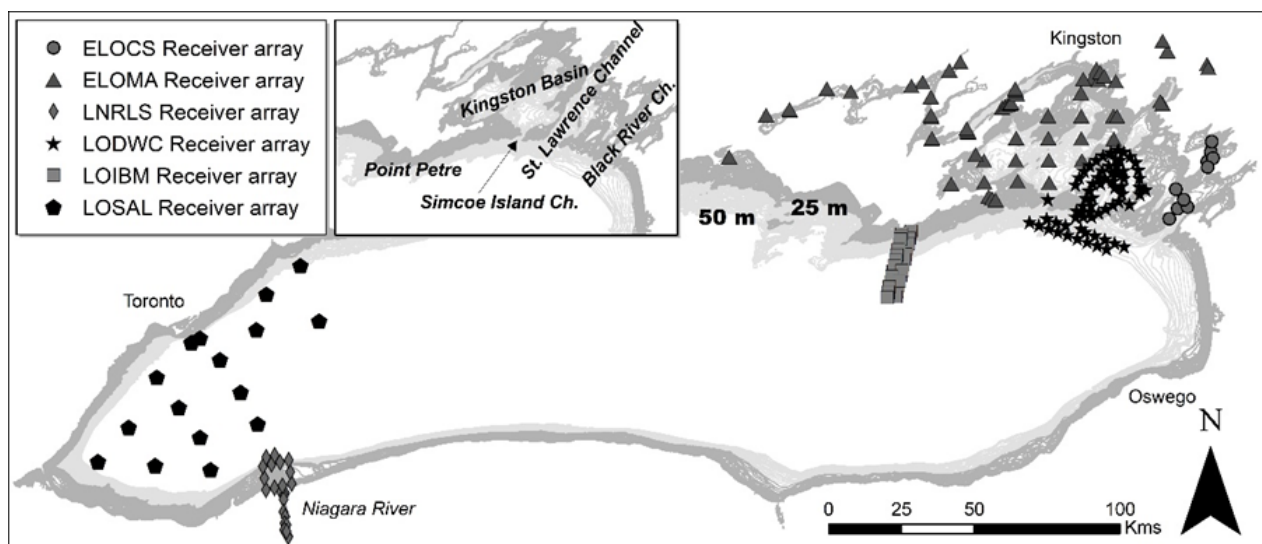 ELOCS Receiver array
ELOMA Receiver array
LNRLS Receiver array
LODWC Receiver array
LOIBM Receiver array
LOSAL Receiver array
Kingston Basin
St. Lawrence Channel
Black River Ch.
Point Petre
Simcoe Island Ch.
Kingston
50 m
25 m
Toronto
Oswego
N
Niagara River
0 25 50 100
Kms